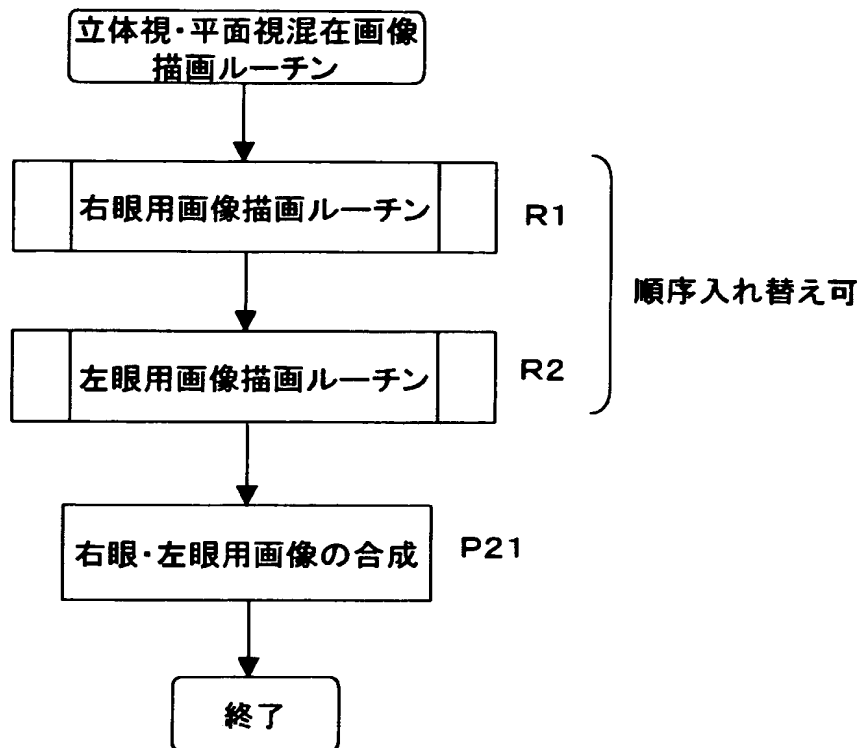 立体視・平面視混在画像
描画ルーチン
右眼用画像描画ルーチン
R1
順序入れ替え可
左眼用画像描画ルーチン
R2
右眼・左眼用画像の合成
P21
終了